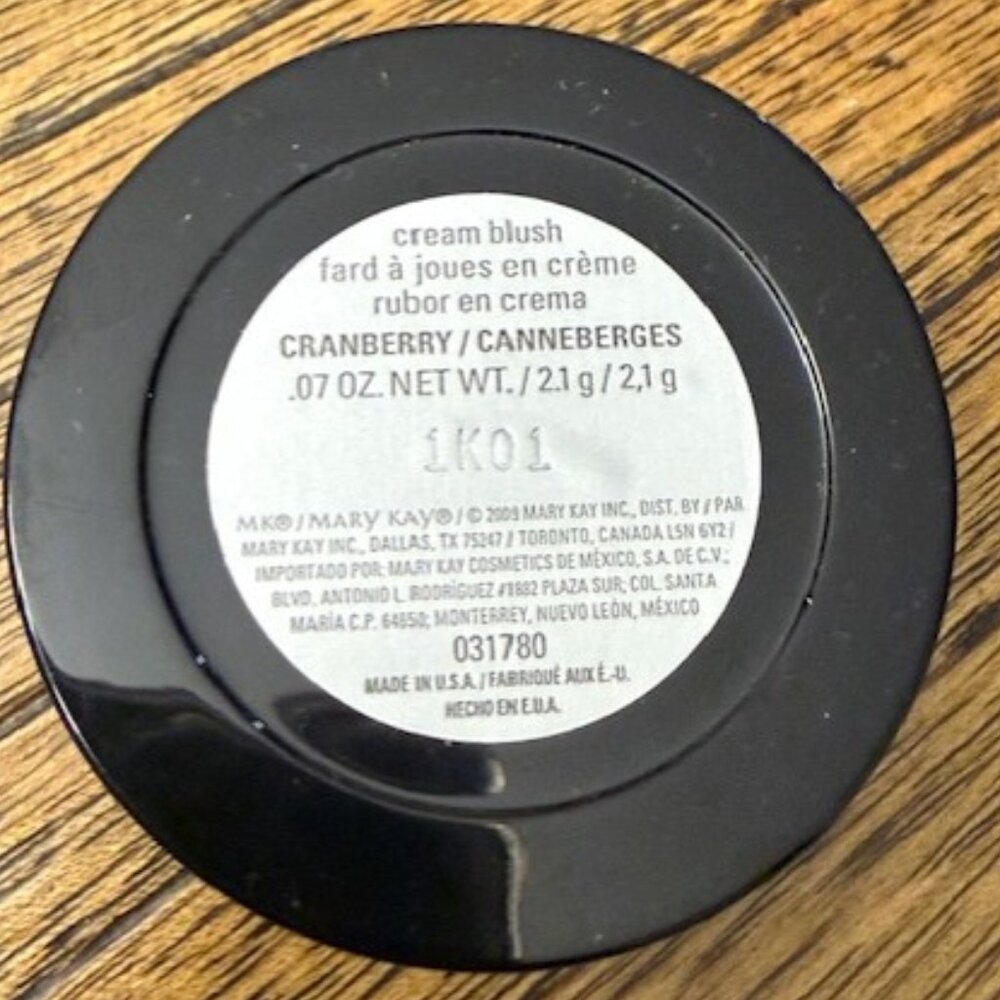 cream blush
fard à joues en crème
rubor en crema
CRANBERRY / CANNEBERGES
.07 OZ. NET WT. / 2.1 g / 2,1 g
1K01
MK® / MARY KAY® / © 2009 MARY KAY INC., DIST. BY / PAR
MARY KAY INC., DALLAS, TX 75247 / TORONTO, CANADA L5N 6Y2 /
IMPORTADO POR: MARY KAY COSMETICS DE MÉXICO, S.A. DE C.V.;
BLVD. ANTONIO L. RODRÍGUEZ #1882 PLAZA SUR; COL. SANTA
MARÍA C.P. 64650; MONTERREY, NUEVO LEÓN, MÉXICO
031780
MADE IN U.S.A. / FABRIQUÉ AUX É.-U.
HECHO EN E.U.A.